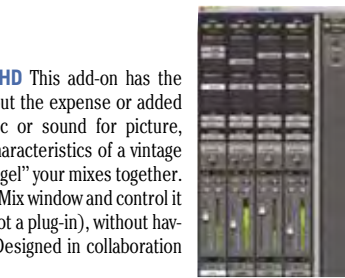 HD This add-on has the
ut the expense or added
c or sound for picture,
haracteristics of a vintage
gel” your mixes together.
Mix window and control it
ot a plug-in), without hav-
Designed in collaboration